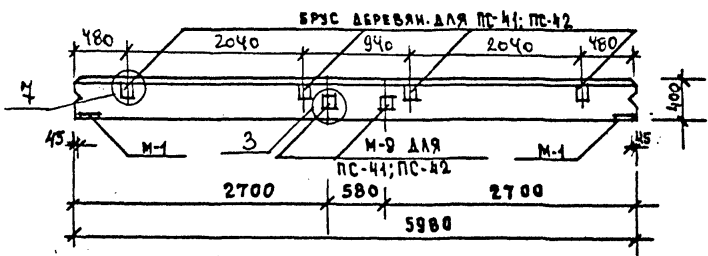 БРУС ДЕРЕВЯН. ДЛЯ ПС-41; ПС-42
480 2040 940 2040 480
7
400
45 М-1 3 М-9 ДЛЯ М-1 45
ПС-41; ПС-42
2700 580 2700
5980